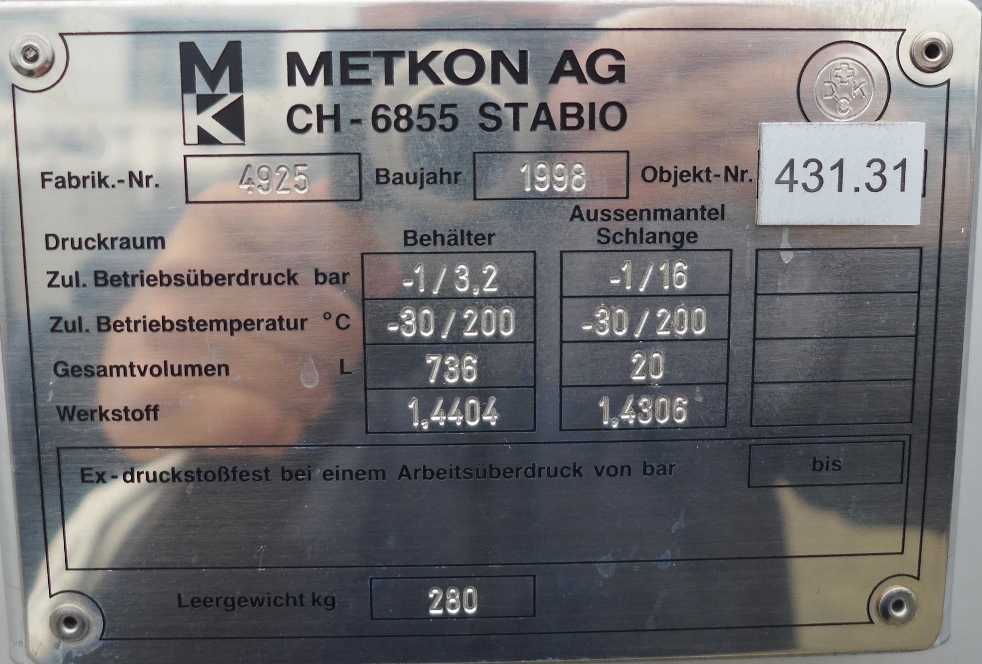 MK METKON AG
CH-6855 STABIO
Fabrik.-Nr. 4925 Baujahr 1998 Objekt-Nr. 431.31
Druckraum Behälter Aussenmantel Schlange
Zul. Betriebsüberdruck bar -1/3,2 -1/16
Zul. Betriebstemperatur °C -30/200 -30/200
Gesamtvolumen L 736 20
Werkstoff 1,4404 1,4306
Ex-druckstoßfest bei einem Arbeitsüberdruck von bar bis
Leergewicht kg 280